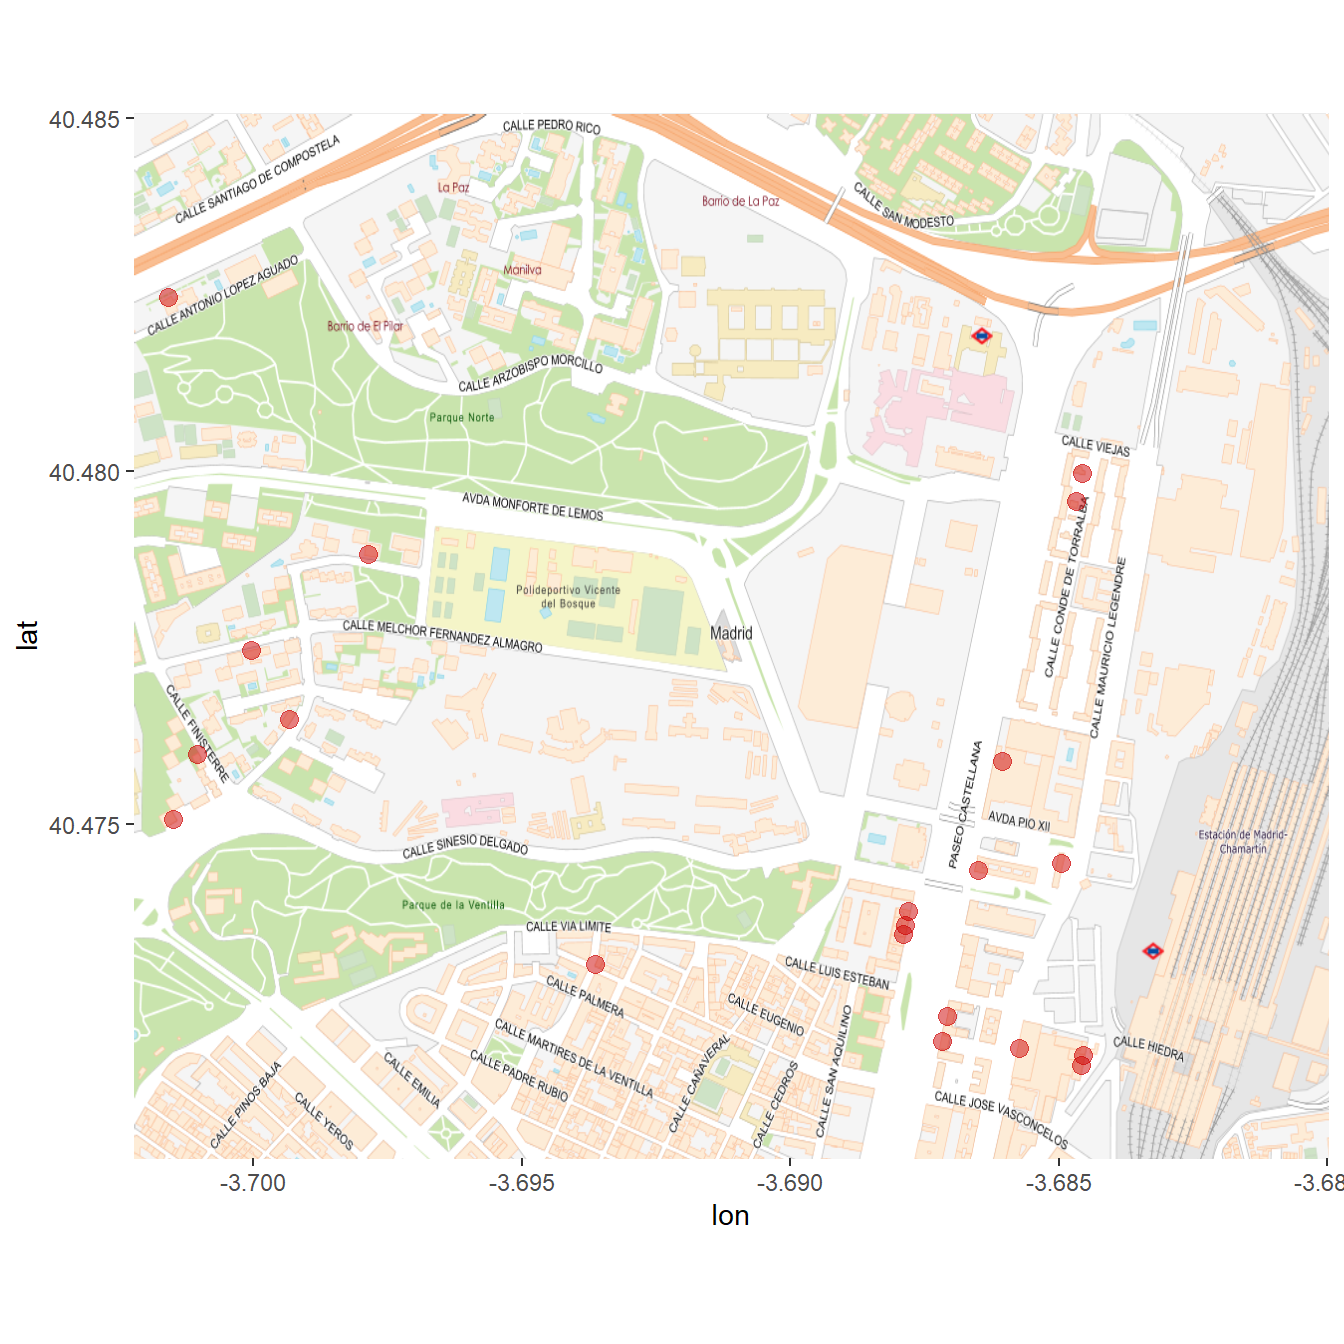 40.485
40.480
40.475
lat
CALLE PEDRO RICO
CALLE SANTIAGO DE COMPOSTELA
La Paz
Barrio de La Paz
CALLE SAN MODESTO
CALLE ANTONIO LOPEZ AGUADO
Manilva
Barrio de El Pilar
CALLE ARZOBISPO MORCILLO
Parque Norte
CALLE VIEJAS
AVDA MONFORTE DE LEMOS
CALLE CONDE DE TORRALBA
CALLE MAURICIO LEGENDRE
Polideportivo Vicente
del Bosque
CALLE MELCHOR FERNANDEZ ALMAGRO
Madrid
CALLE FINISTERRE
PASEO CASTELLANA
AVDA PIO XII
Estación de Madrid-
Chamartín
CALLE SINESIO DELGADO
Parque de la Ventilla
CALLE VIA LIMITE
CALLE LUIS ESTEBAN
CALLE PALMERA
CALLE EUGENIO
CALLE MARTIRES DE LA VENTILLA
CALLE PADRE RUBIO
CALLE CAÑAVERAL
CALLE CEDROS
CALLE SAN AQUILINO
CALLE HIEDRA
CALLE EMILIA
CALLE PINOS BAJA
CALLE YEROS
CALLE JOSE VASCONCELOS
-3.700
-3.695
-3.690
-3.685
-3.68
lon